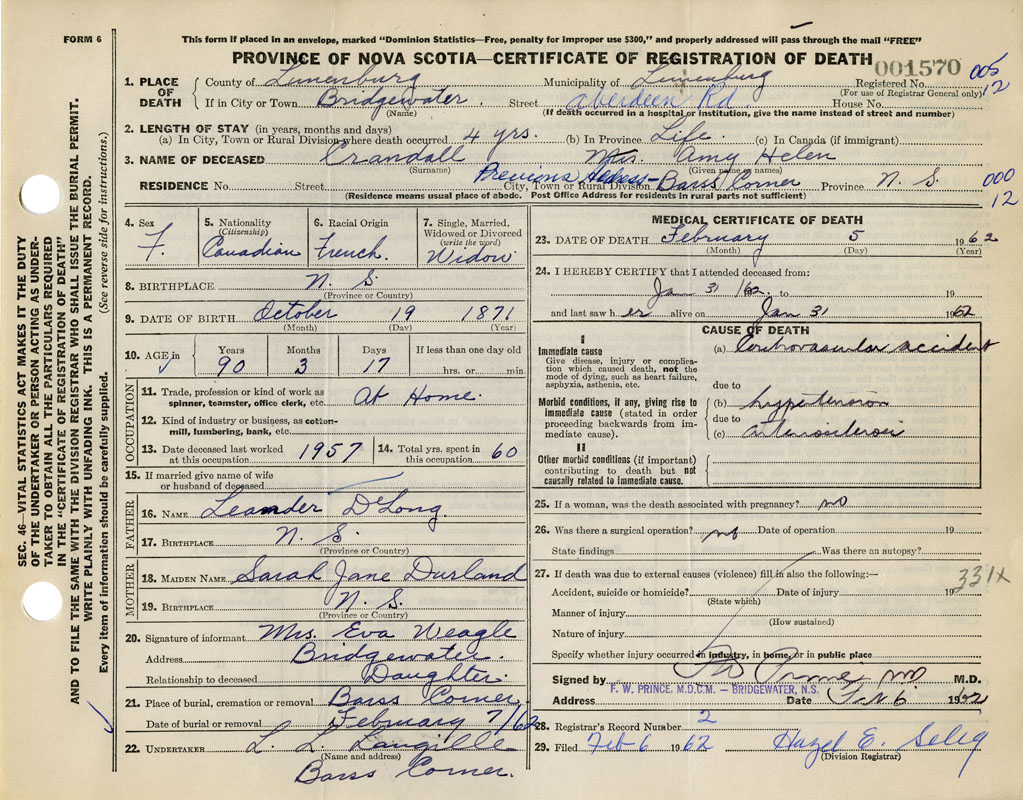 FORM 6
This form if placed in an envelope, marked "Dominion Statistics—Free, penalty for improper use $300," and properly addressed will pass through the mail "FREE"
PROVINCE OF NOVA SCOTIA—CERTIFICATE OF REGISTRATION OF DEATH
001570 005 12
1. PLACE OF DEATH
County of Lunenburg Municipality of Lunenburg Registered No.
(For use of Registrar General only)
If in City or Town Bridgewater Street Aberdeen Rd House No.
(Name) (If death occurred in a hospital or institution, give the name instead of street and number)
2. LENGTH OF STAY (in years, months and days)
(a) In City, Town or Rural Division where death occurred 4 yrs. (b) In Province Life. (c) In Canada (if immigrant)
3. NAME OF DECEASED Crandall Mrs. Amy Helen
(Surname) (Given name or names)
RESIDENCE No. Street Previous Address- City, Town or Rural Division Barss Corner Province N. S. 000 12
(Residence means usual place of abode. Post Office Address for residents in rural parts not sufficient)
4. Sex F.
5. Nationality (Citizenship) Canadian
6. Racial Origin French.
7. Single, Married, Widowed or Divorced (write the word) Widow
8. BIRTHPLACE N. S
(Province or Country)
9. DATE OF BIRTH October 19 1871
(Month) (Day) (Year)
10. AGE in Years 90 Months 3 Days 17 If less than one day old hrs. or min.
OCCUPATION
11. Trade, profession or kind of work as spinner, teamster, office clerk, etc. At Home.
12. Kind of industry or business, as cotton-mill, lumbering, bank, etc.
13. Date deceased last worked at this occupation 1957 14. Total yrs. spent in this occupation 60
15. If married give name of wife or husband of deceased
FATHER
16. NAME Leander DeLong
17. BIRTHPLACE N. S.
(Province or Country)
MOTHER
18. MAIDEN NAME Sarah Jane Durland
19. BIRTHPLACE N. S.
(Province or Country)
20. Signature of informant Mrs. Eva Weagle
Address Bridgewater.
Relationship to deceased Daughter.
21. Place of burial, cremation or removal Barss Corner
Date of burial or removal February 7/62
22. UNDERTAKER L. L. Langille
(Name and address)
Barss Corner.
MEDICAL CERTIFICATE OF DEATH
23. DATE OF DEATH February 5 1962
(Month) (Day) (Year)
24. I HEREBY CERTIFY that I attended deceased from:
Jan 31 /62 to 19
and last saw her alive on Jan 31 1962
CAUSE OF DEATH
I
Immediate cause
Give disease, injury or complication which caused death, not the mode of dying, such as heart failure, asphyxia, asthenia, etc.
(a) accident
due to
Morbid conditions, if any, giving rise to immediate cause (stated in order proceeding backwards from immediate cause).
(b) hypertension
due to
(c)
II
Other morbid conditions (if important) contributing to death but not causally related to immediate cause.
25. If a woman, was the death associated with pregnancy? no
26. Was there a surgical operation? Date of operation 19
State findings Was there an autopsy?
27. If death was due to external causes (violence) fill in also the following:—
Accident, suicide or homicide? Date of injury 19 331x
(State which)
Manner of injury
(How sustained)
Nature of injury
Specify whether injury occurred in industry, in home, or in public place
Signed by F W Prince MD M.D.
F. W. PRINCE. M.D.C.M. — BRIDGEWATER, N.S.
Address Date Feb 6 1962
28. Registrar's Record Number 2
29. Filed Feb 6 1962 Hazel E. Selig
(Division Registrar)
SEC. 46—VITAL STATISTICS ACT MAKES IT THE DUTY
OF THE UNDERTAKER OR PERSON ACTING AS UNDER-
TAKER TO OBTAIN ALL THE PARTICULARS REQUIRED
IN THE "CERTIFICATE OF REGISTRATION OF DEATH"
AND TO FILE THE SAME WITH THE DIVISION REGISTRAR WHO SHALL ISSUE THE BURIAL PERMIT.
WRITE PLAINLY WITH UNFADING INK. THIS IS A PERMANENT RECORD.
Every item of information should be carefully supplied. (See reverse side for instructions.)